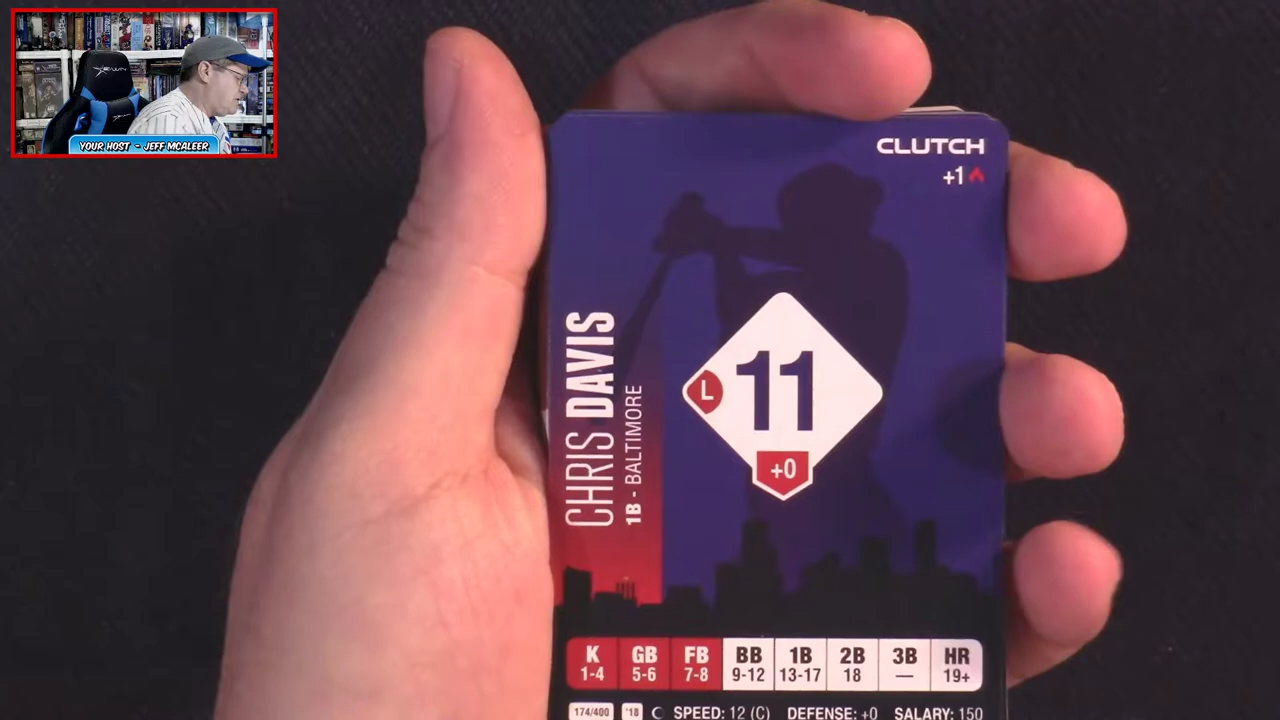 YOUR HOST - JEFF MCALEER
CLUTCH
+1
CHRIS DAVIS
1B - BALTIMORE
L
11
+0
K GB FB BB 1B 2B 3B HR
1-4 5-6 7-8 9-12 13-17 18 — 19+
174/400 '18 SPEED: 12 (C) DEFENSE: +0 SALARY: 150